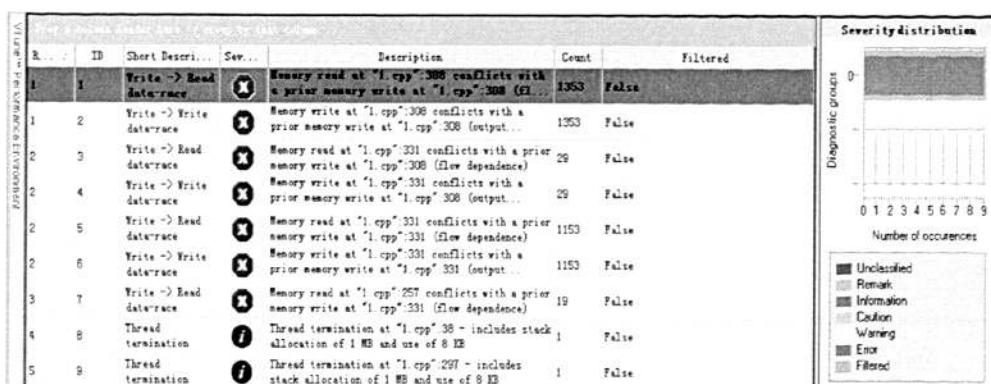 VTune™ Performance Environment
R... ID Short Descri... Sev... Description Count Filtered
1 1 Write -> Read data-race Memory read at "1.cpp":308 conflicts with a prior memory write at "1.cpp":308 (fl... 1353 False
1 2 Write -> Write data-race Memory write at "1.cpp":308 conflicts with a prior memory write at "1.cpp":308 (output... 1353 False
2 3 Write -> Read data-race Memory read at "1.cpp":331 conflicts with a prior memory write at "1.cpp":308 (flow dependence) 29 False
2 4 Write -> Write data-race Memory write at "1.cpp":331 conflicts with a prior memory write at "1.cpp":308 (output... 29 False
2 5 Write -> Read data-race Memory read at "1.cpp":331 conflicts with a prior memory write at "1.cpp":331 (flow dependence) 1153 False
2 6 Write -> Write data-race Memory write at "1.cpp":331 conflicts with a prior memory write at "1.cpp":331 (output... 1153 False
3 7 Write -> Read data-race Memory read at "1.cpp":257 conflicts with a prior memory write at "1.cpp":331 (flow dependence) 19 False
4 8 Thread termination Thread termination at "1.cpp":38 - includes stack allocation of 1 MB and use of 8 KB 1 False
5 9 Thread termination Thread termination at "1.cpp":297 - includes stack allocation of 1 MB and use of 8 KB 1 False
Severity distribution
Diagnostic groups
0
0 1 2 3 4 5 6 7 8 9
Number of occurences
Unclassified
Remark
Information
Caution
Warning
Error
Filtered